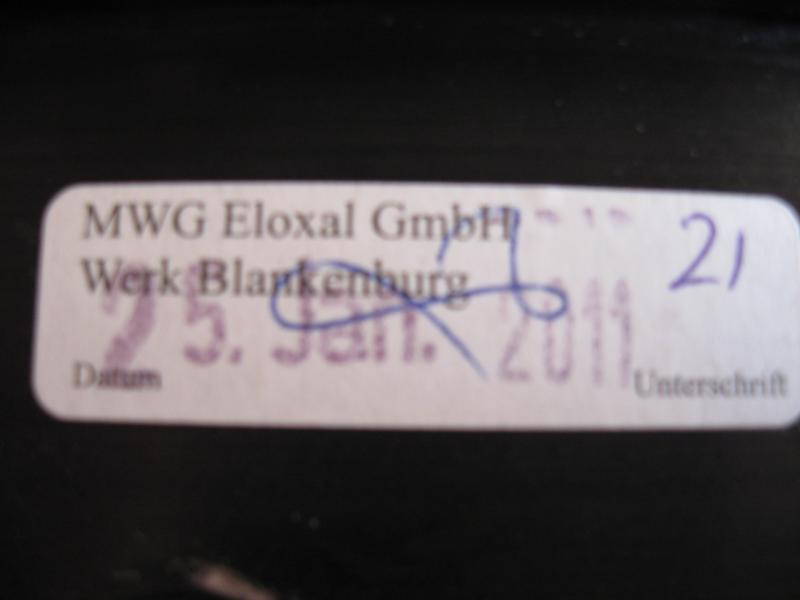 MWG Eloxal GmbH 21
Werk Blankenburg
25. Jan. 2011
Datum Unterschrift